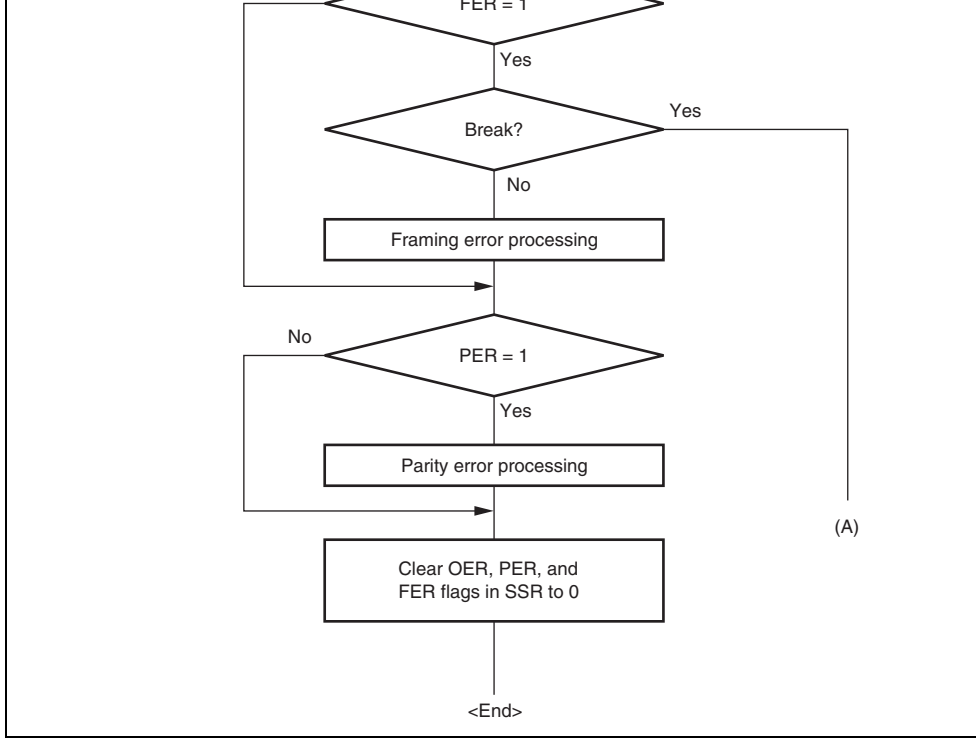 FER = 1
Yes
Break?
Yes
No
Framing error processing
No
PER = 1
Yes
Parity error processing
(A)
Clear OER, PER, and
FER flags in SSR to 0
<End>